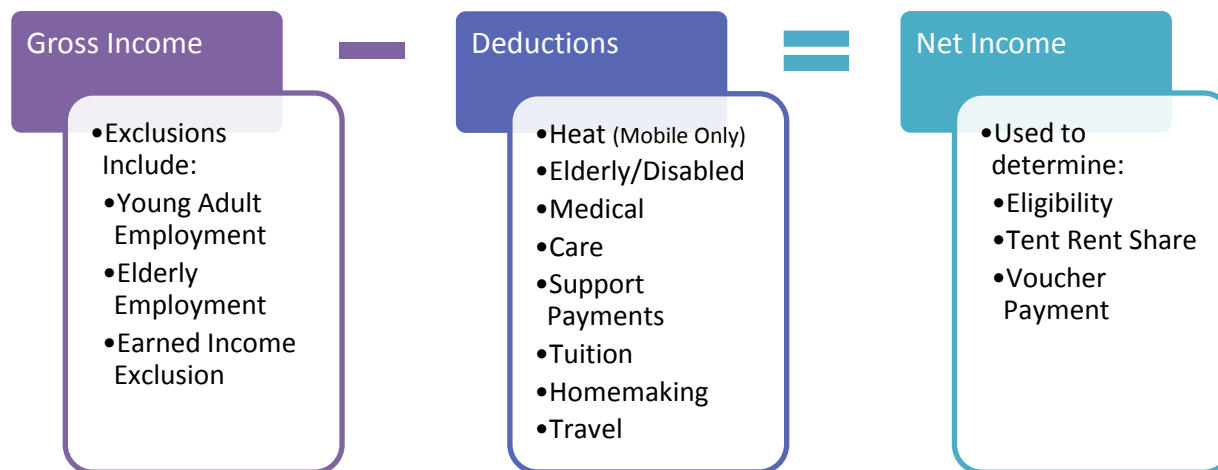 Gross Income
•Exclusions
Include:
•Young Adult
Employment
•Elderly
Employment
•Earned Income
Exclusion
Deductions
•Heat (Mobile Only)
•Elderly/Disabled
•Medical
•Care
•Support
Payments
•Tuition
•Homemaking
•Travel
Net Income
•Used to
determine:
•Eligibility
•Tent Rent Share
•Voucher
Payment